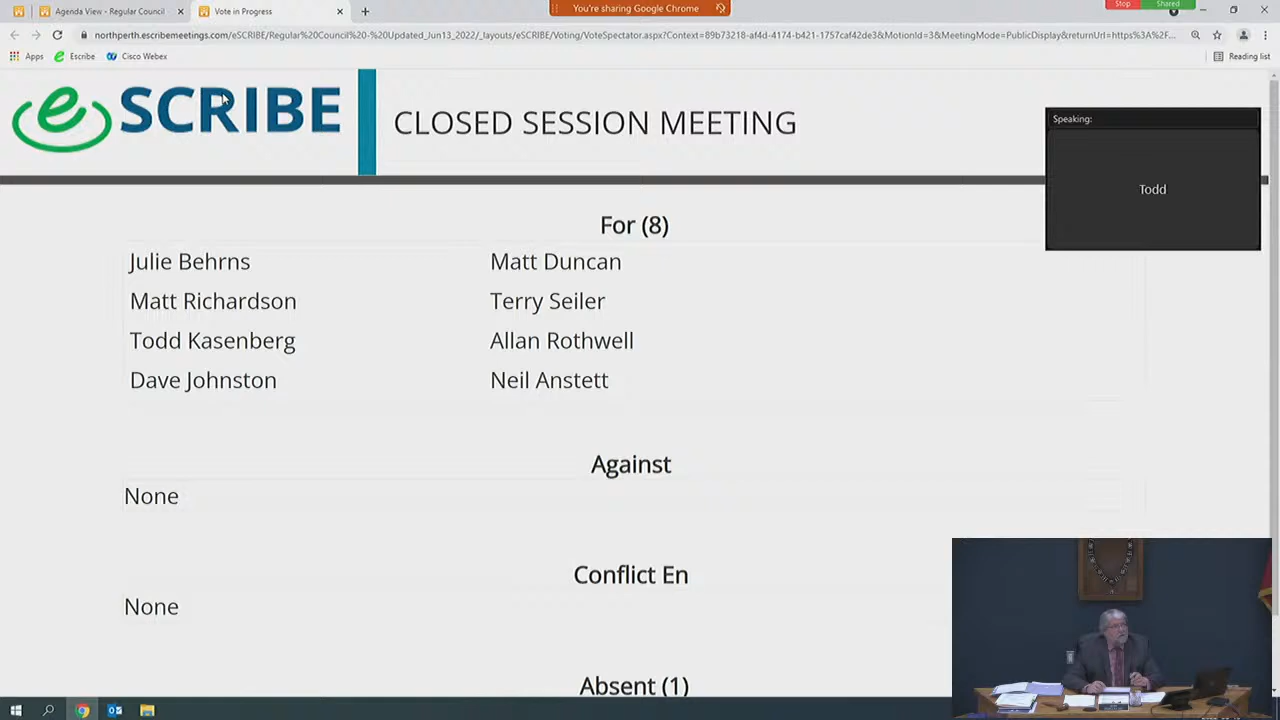 Agenda View - Regular Council
Vote in Progress
You're sharing Google Chrome
Stop
Shared
northperth.escribemeetings.com/eSCRIBE/Regular%20Council%20-%20Updated_Jun13_2022/_layouts/eSCRIBE/Voting/VoteSpectator.aspx?Context=89b73218-af4d-4174-b421-1757caf42de3&MotionId=3&MeetingMode=PublicDisplay&returnUrl=https%3A%2F...
Apps
Escribe
Cisco Webex
Reading list
eSCRIBE
CLOSED SESSION MEETING
Speaking:
Todd
For (8)
Julie Behrns Matt Duncan
Matt Richardson Terry Seiler
Todd Kasenberg Allan Rothwell
Dave Johnston Neil Anstett
Against
None
Conflict En
None
Absent (1)